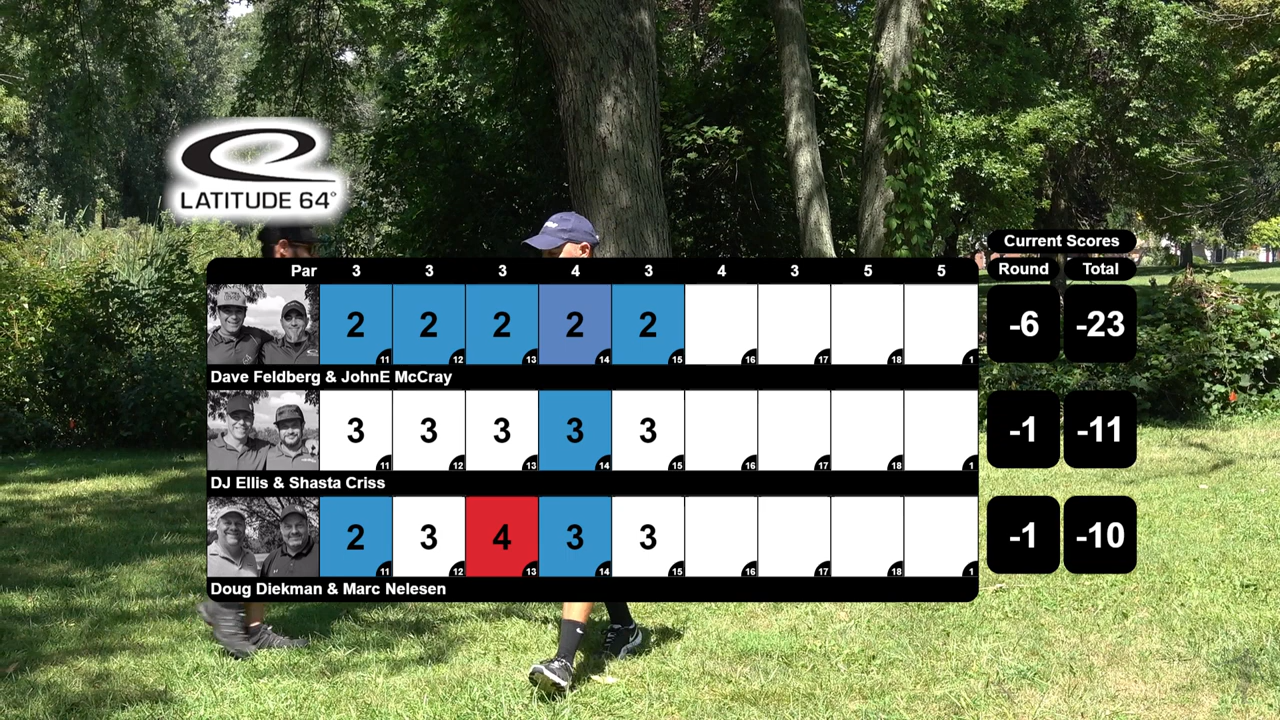 LATITUDE 64°
Current Scores
Par 3 3 3 4 3 4 3 5 5 Round Total
2 2 2 2 2 -6 -23
11 12 13 14 15 16 17 18 1
Dave Feldberg & JohnE McCray
3 3 3 3 3 -1 -11
11 12 13 14 15 16 17 18 1
DJ Ellis & Shasta Criss
2 3 4 3 3 -1 -10
11 12 13 14 15 16 17 18 1
Doug Diekman & Marc Nelesen